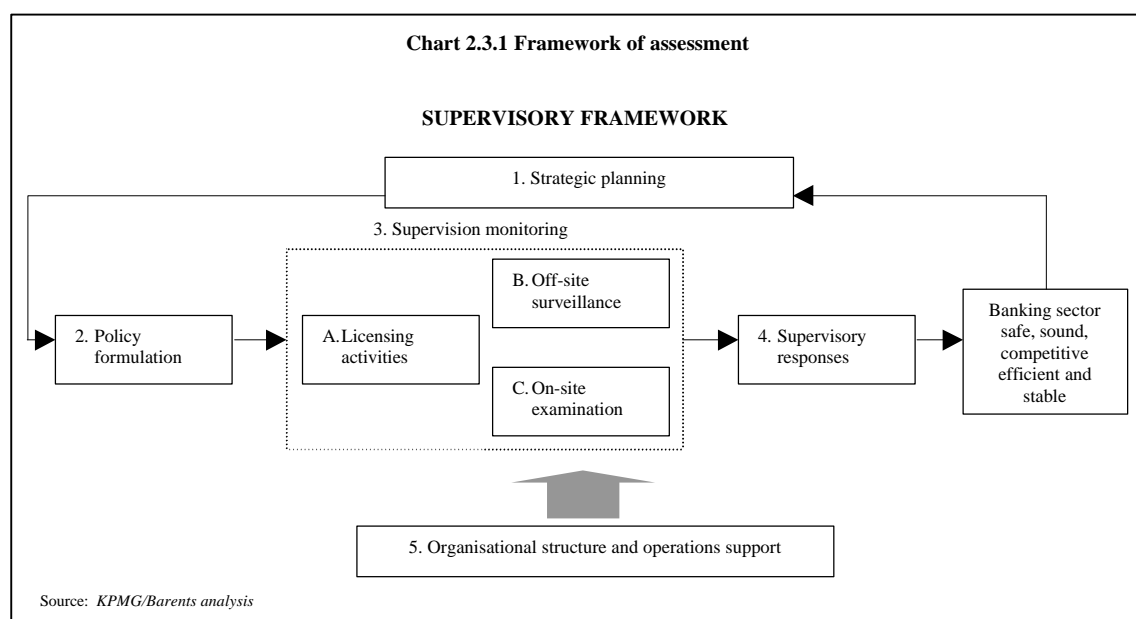 Chart 2.3.1 Framework of assessment
SUPERVISORY FRAMEWORK
1. Strategic planning
3. Supervision monitoring
2. Policy
formulation
A. Licensing
activities
B. Off-site
surveillance
C. On-site
examination
4. Supervisory
responses
Banking sector
safe, sound,
competitive
efficient and
stable
5. Organisational structure and operations support
Source: KPMG/Barents analysis